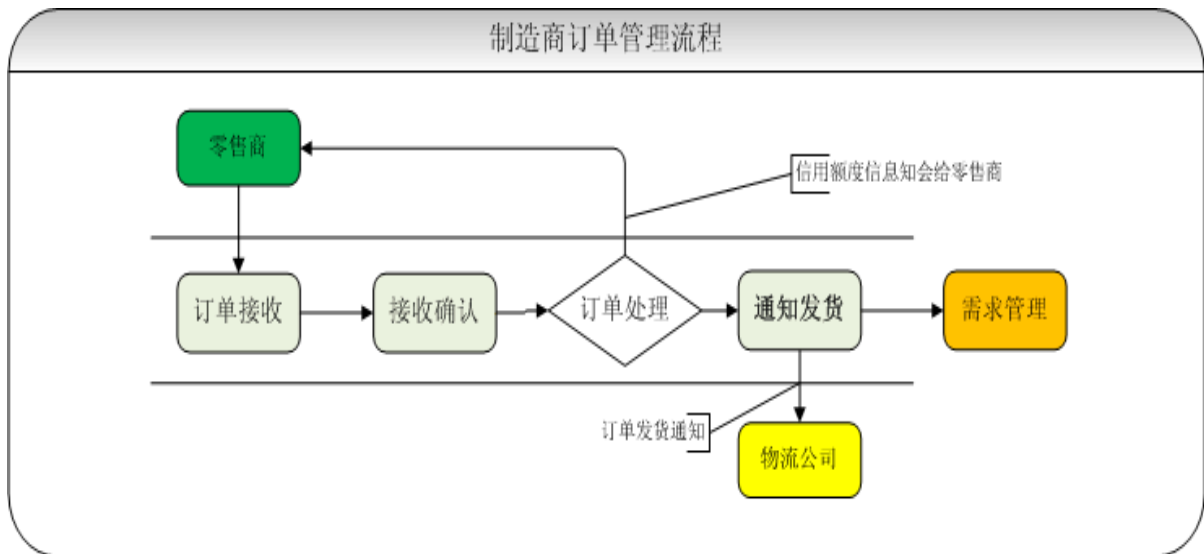 制造商订单管理流程
零售商
信用额度信息知会给零售商
订单接收
接收确认
订单处理
通知发货
需求管理
订单发货通知
物流公司